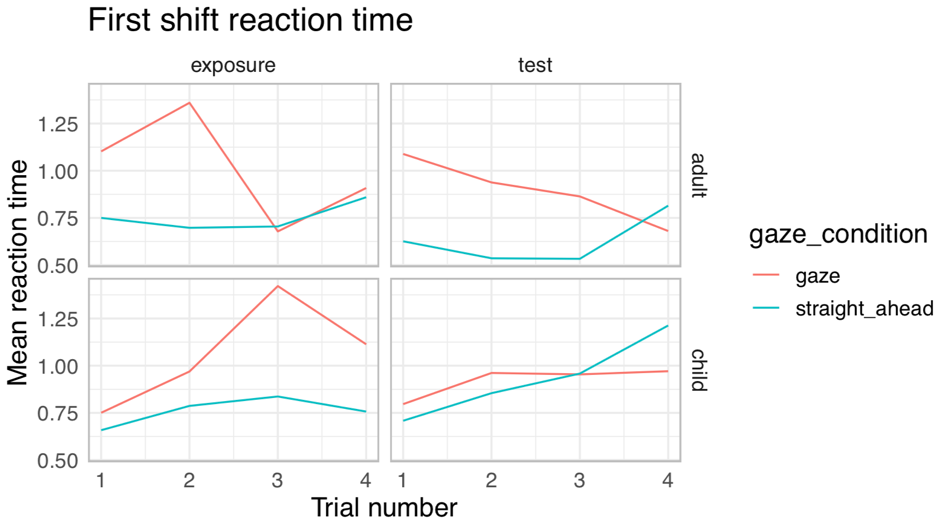 First shift reaction time
exposure
test
1.25
1.00
0.75
0.50
adult
1.25
1.00
0.75
0.50
child
Mean reaction time
1 2 3 4 1 2 3 4
Trial number
gaze_condition
gaze
straight_ahead